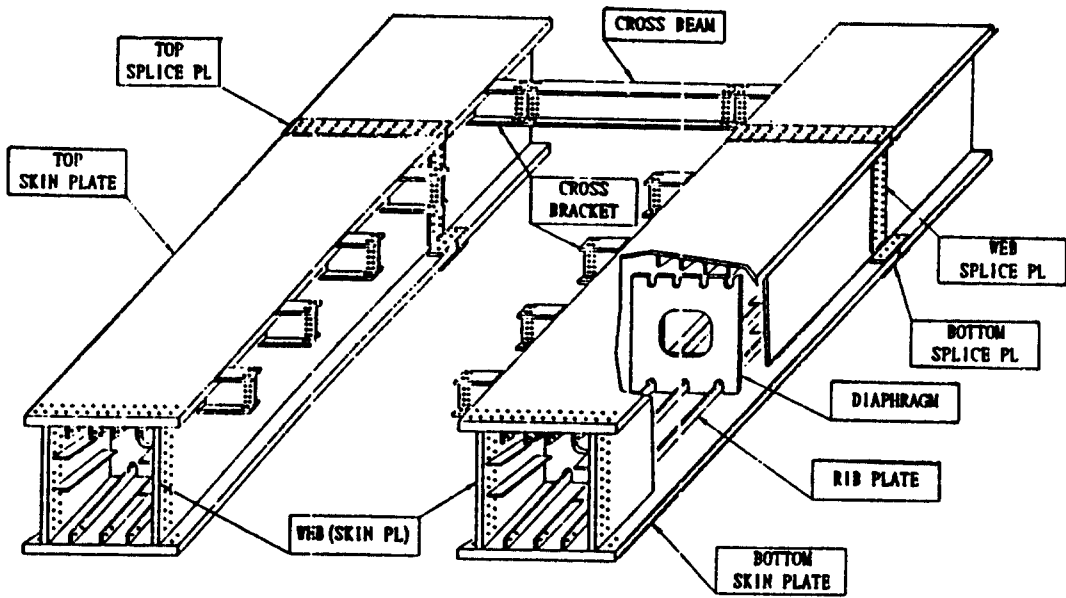 CROSS BEAM
TOP
SPLICE PL
TOP
SKIN PLATE
CROSS
BRACKET
WEB
SPLICE PL
BOTTOM
SPLICE PL
DIAPHRAGM
RIB PLATE
WEB (SKIN PL)
BOTTOM
SKIN PLATE